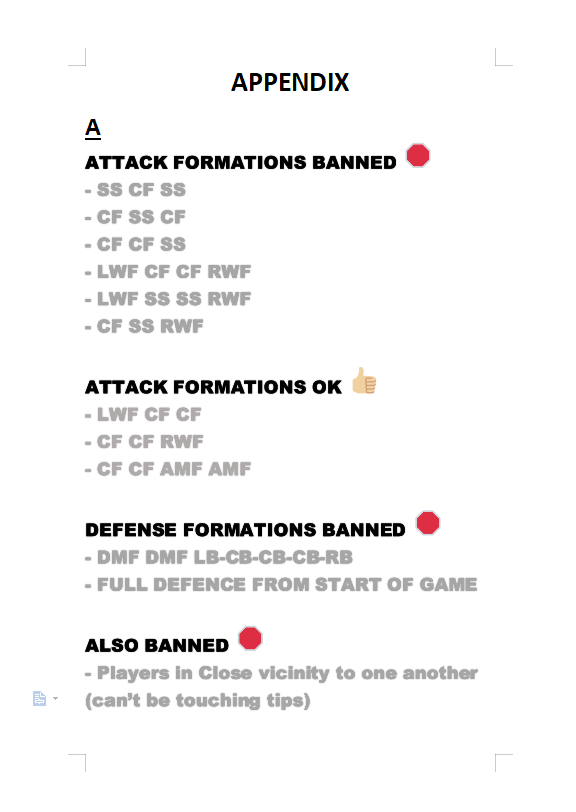 APPENDIX
A
ATTACK FORMATIONS BANNED
- SS CF SS
- CF SS CF
- CF CF SS
- LWF CF CF RWF
- LWF SS SS RWF
- CF SS RWF
ATTACK FORMATIONS OK
- LWF CF CF
- CF CF RWF
- CF CF AMF AMF
DEFENSE FORMATIONS BANNED
- DMF DMF LB-CB-CB-CB-RB
- FULL DEFENCE FROM START OF GAME
ALSO BANNED
- Players in Close vicinity to one another
(can't be touching tips)